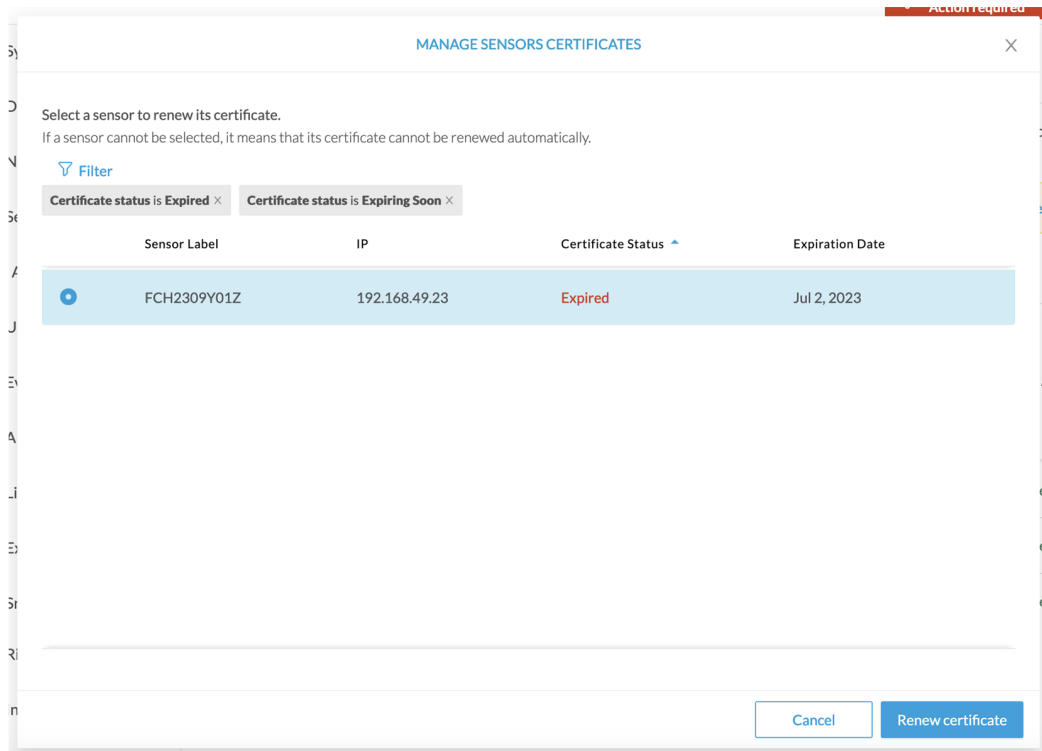 Action required
MANAGE SENSORS CERTIFICATES
Select a sensor to renew its certificate.
If a sensor cannot be selected, it means that its certificate cannot be renewed automatically.
Filter
Certificate status is Expired × Certificate status is Expiring Soon ×
Sensor Label IP Certificate Status Expiration Date
FCH2309Y01Z 192.168.49.23 Expired Jul 2, 2023
Cancel Renew certificate